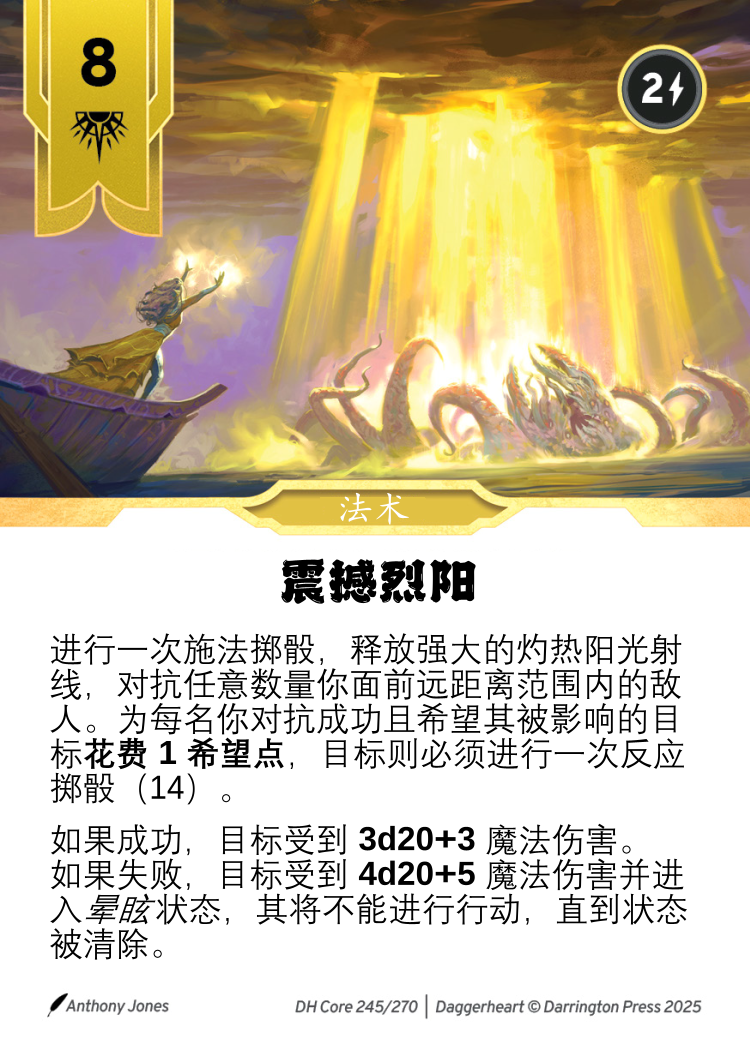 8
2
法术
震撼烈阳
进行一次施法掷骰，释放强大的灼热阳光射
线，对抗任意数量你面前远距离范围内的敌
人。为每名你对抗成功且希望其被影响的目
标花费 1 希望点，目标则必须进行一次反应
掷骰（14）。
如果成功，目标受到 3d20+3 魔法伤害。
如果失败，目标受到 4d20+5 魔法伤害并进
入晕眩状态，其将不能进行行动，直到状态
被清除。
Anthony Jones
DH Core 245/270 | Daggerheart © Darrington Press 2025